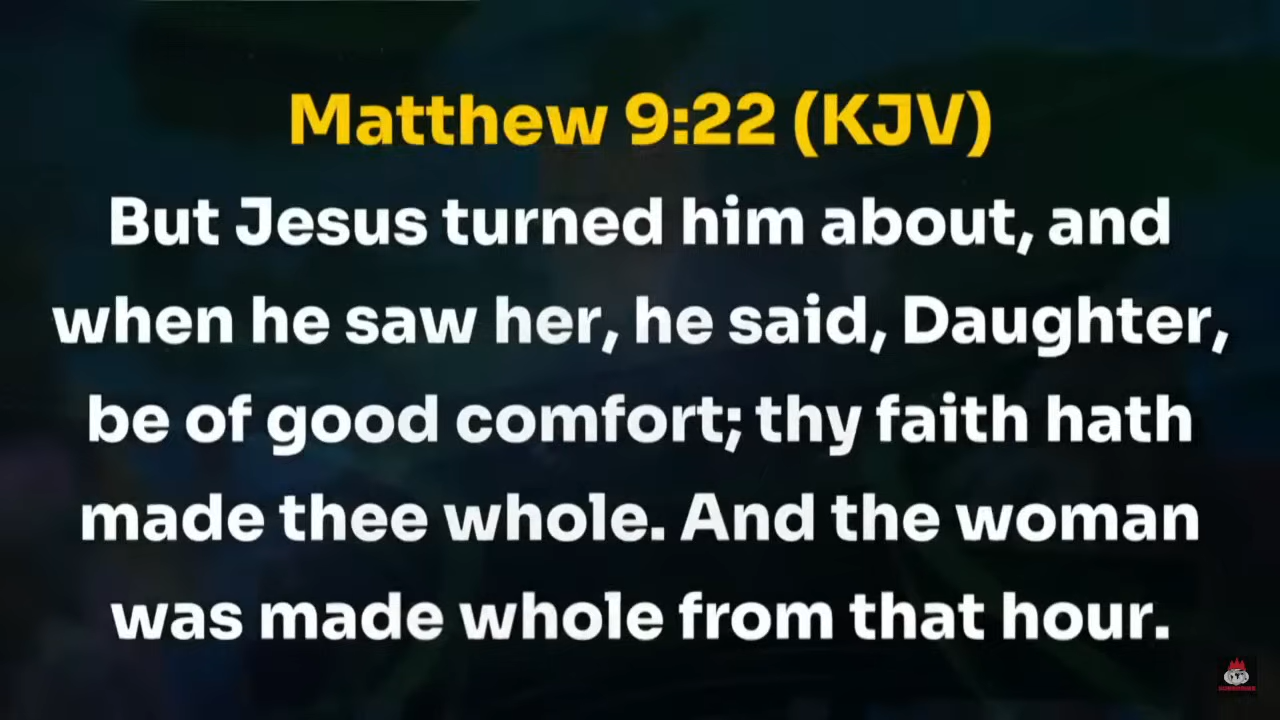 Matthew 9:22 (KJV)
But Jesus turned him about, and
when he saw her, he said, Daughter,
be of good comfort; thy faith hath
made thee whole. And the woman
was made whole from that hour.